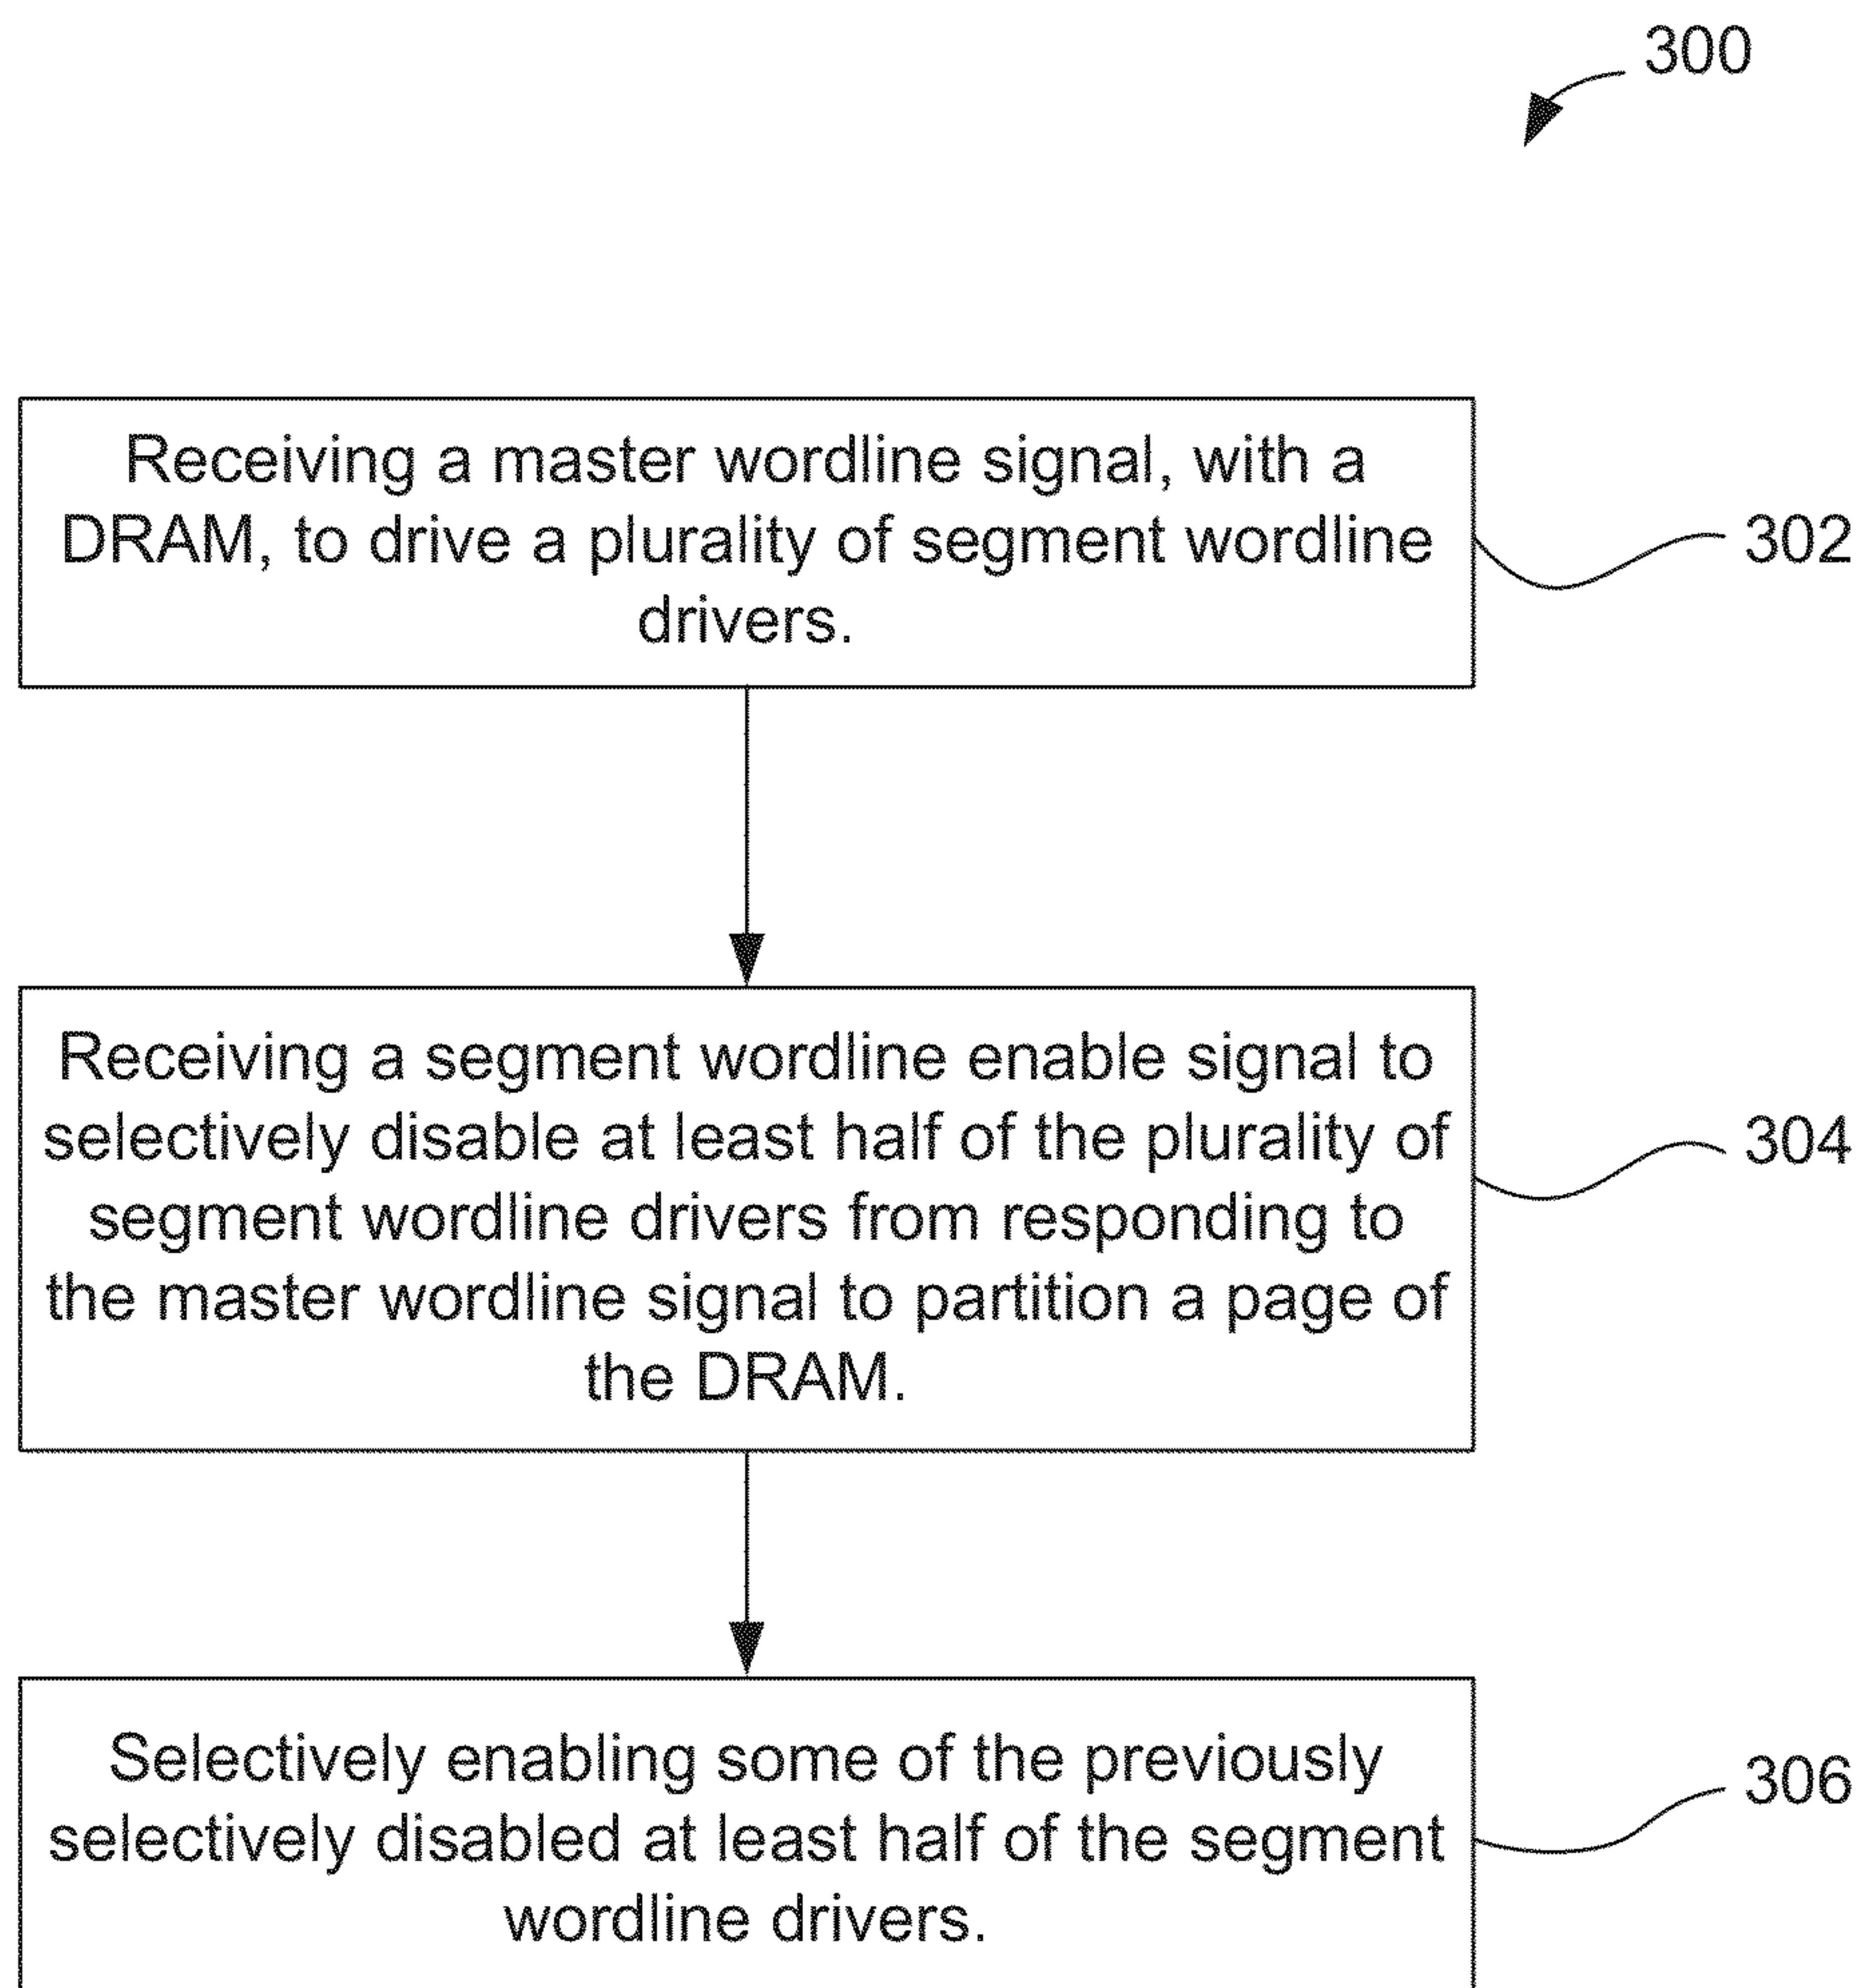 300
Receiving a master wordline signal, with a
DRAM, to drive a plurality of segment wordline
drivers.
302
Receiving a segment wordline enable signal to
selectively disable at least half of the plurality of
segment wordline drivers from responding to
the master wordline signal to partition a page of
the DRAM.
304
Selectively enabling some of the previously
selectively disabled at least half of the segment
wordline drivers.
306